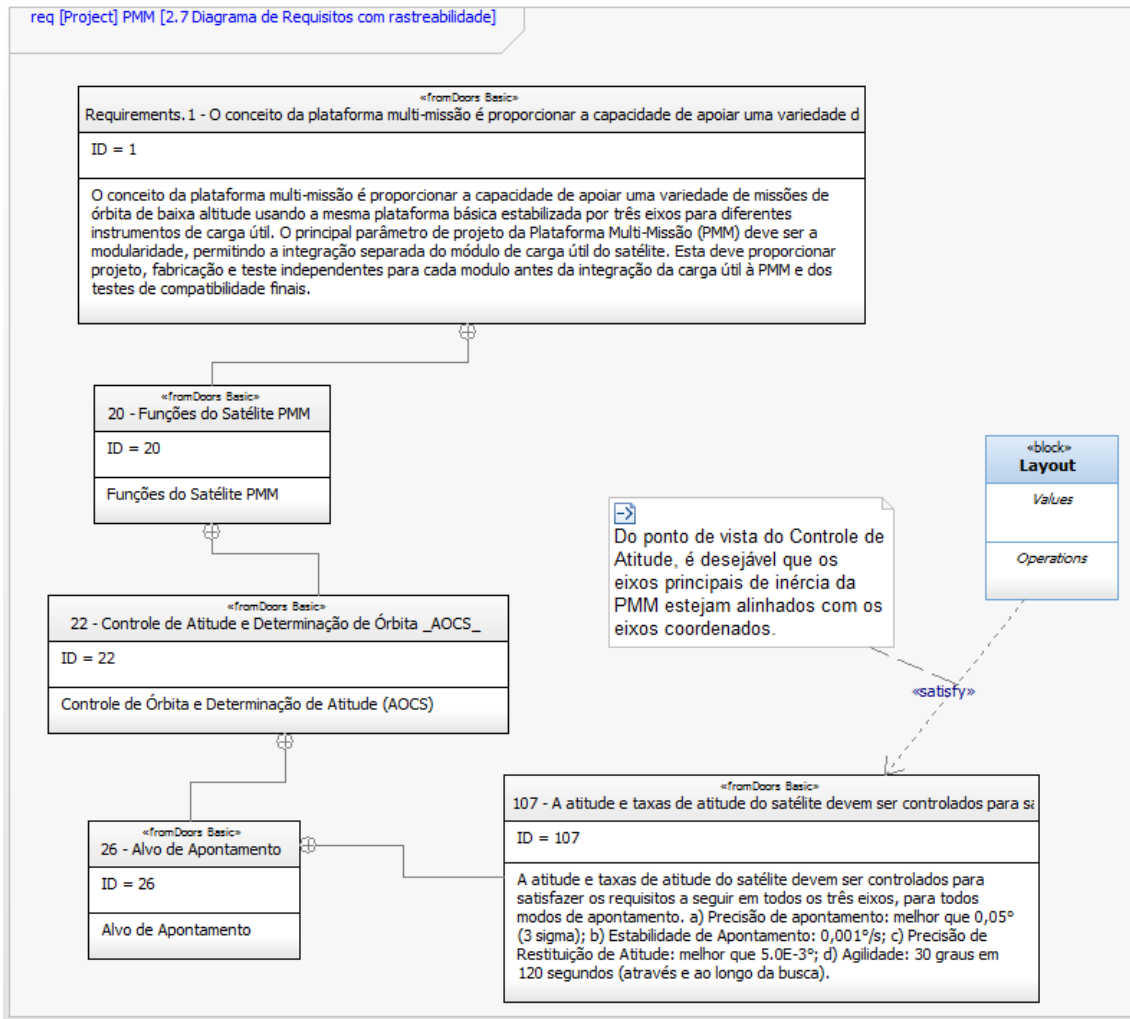 req [Project] PMM [2.7 Diagrama de Requisitos com rastreabilidade]
«fromDoors Basic»
Requirements.1 - O conceito da plataforma multi-missão é proporcionar a capacidade de apoiar uma variedade d
ID = 1
O conceito da plataforma multi-missão é proporcionar a capacidade de apoiar uma variedade de missões de
órbita de baixa altitude usando a mesma plataforma básica estabilizada por três eixos para diferentes
instrumentos de carga útil. O principal parâmetro de projeto da Plataforma Multi-Missão (PMM) deve ser a
modularidade, permitindo a integração separada do módulo de carga útil do satélite. Esta deve proporcionar
projeto, fabricação e teste independentes para cada modulo antes da integração da carga útil à PMM e dos
testes de compatibilidade finais.
«fromDoors Basic»
20 - Funções do Satélite PMM
ID = 20
Funções do Satélite PMM
«block»
Layout
Values
Operations
Do ponto de vista do Controle de
Atitude, é desejável que os
eixos principais de inércia da
PMM estejam alinhados com os
eixos coordenados.
«fromDoors Basic»
22 - Controle de Atitude e Determinação de Órbita _AOCS_
ID = 22
Controle de Órbita e Determinação de Atitude (AOCS)
«satisfy»
«fromDoors Basic»
26 - Alvo de Apontamento
ID = 26
Alvo de Apontamento
«fromDoors Basic»
107 - A atitude e taxas de atitude do satélite devem ser controlados para sa
ID = 107
A atitude e taxas de atitude do satélite devem ser controlados para
satisfazer os requisitos a seguir em todos os três eixos, para todos
modos de apontamento. a) Precisão de apontamento: melhor que 0,05°
(3 sigma); b) Estabilidade de Apontamento: 0,001°/s; c) Precisão de
Restituição de Atitude: melhor que 5.0E-3°; d) Agilidade: 30 graus em
120 segundos (através e ao longo da busca).